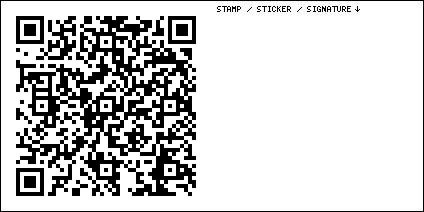 STAMP / STICKER / SIGNATURE ↓